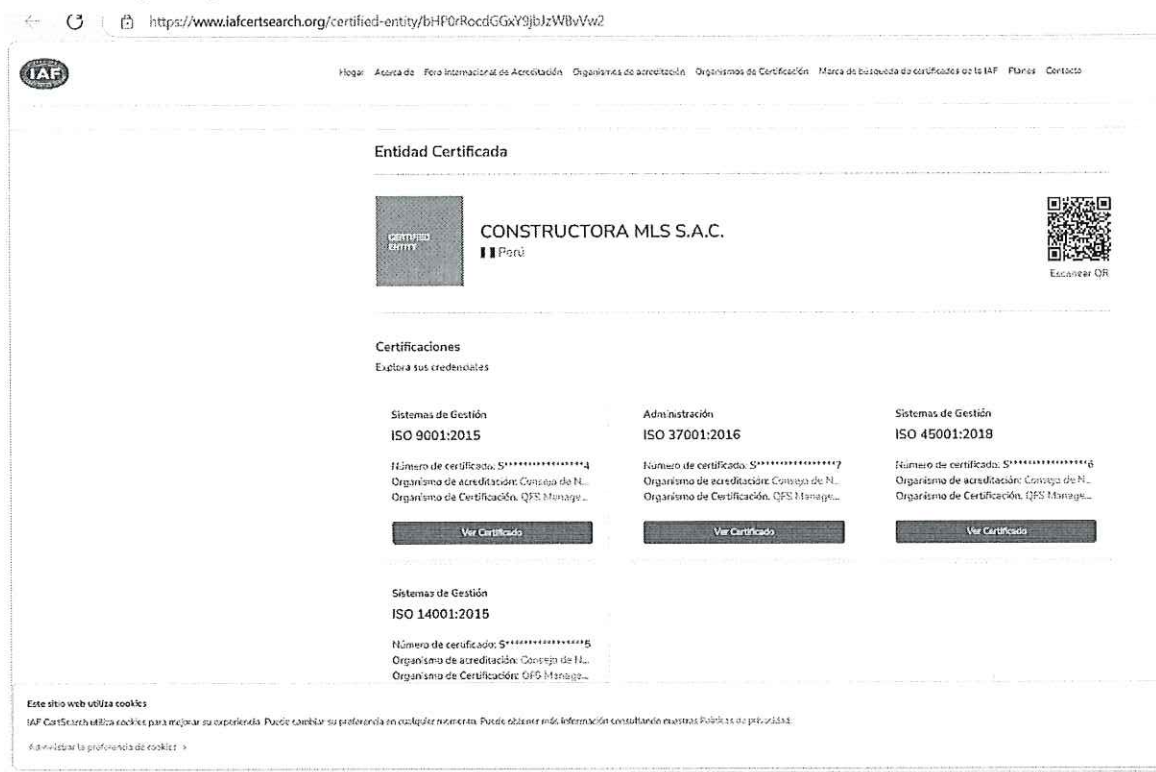 https://www.iafcertsearch.org/certified-entity/bHP0rRocdGGxY9jbJzWBvVw2
IAF
Hogar Acerca de Foro Internacional de Acreditación Organismos de acreditación Organismos de Certificación Marca de búsqueda de certificados de la IAF Planes Contacto
Entidad Certificada
CERTIFIED
ENTITY
CONSTRUCTORA MLS S.A.C.
Perú
Escanear QR
Certificaciones
Explora sus credenciales
Sistemas de Gestión
ISO 9001:2015
Número de certificado: S*****************4
Organismo de acreditación: Consejo de N...
Organismo de Certificación: QFS Manage...
Ver Certificado
Administración
ISO 37001:2016
Número de certificado: S*****************7
Organismo de acreditación: Consejo de N...
Organismo de Certificación: QFS Manage...
Ver Certificado
Sistemas de Gestión
ISO 45001:2018
Número de certificado: S*****************6
Organismo de acreditación: Consejo de N...
Organismo de Certificación: QFS Manage...
Ver Certificado
Sistemas de Gestión
ISO 14001:2015
Número de certificado: S*****************5
Organismo de acreditación: Consejo de N...
Organismo de Certificación: QFS Manage...
Este sitio web utiliza cookies
IAF CertSearch utiliza cookies para mejorar su experiencia. Puede cambiar su preferencia en cualquier momento. Puede obtener más información consultando nuestras Políticas de privacidad.
Administrar la preferencia de cookies >